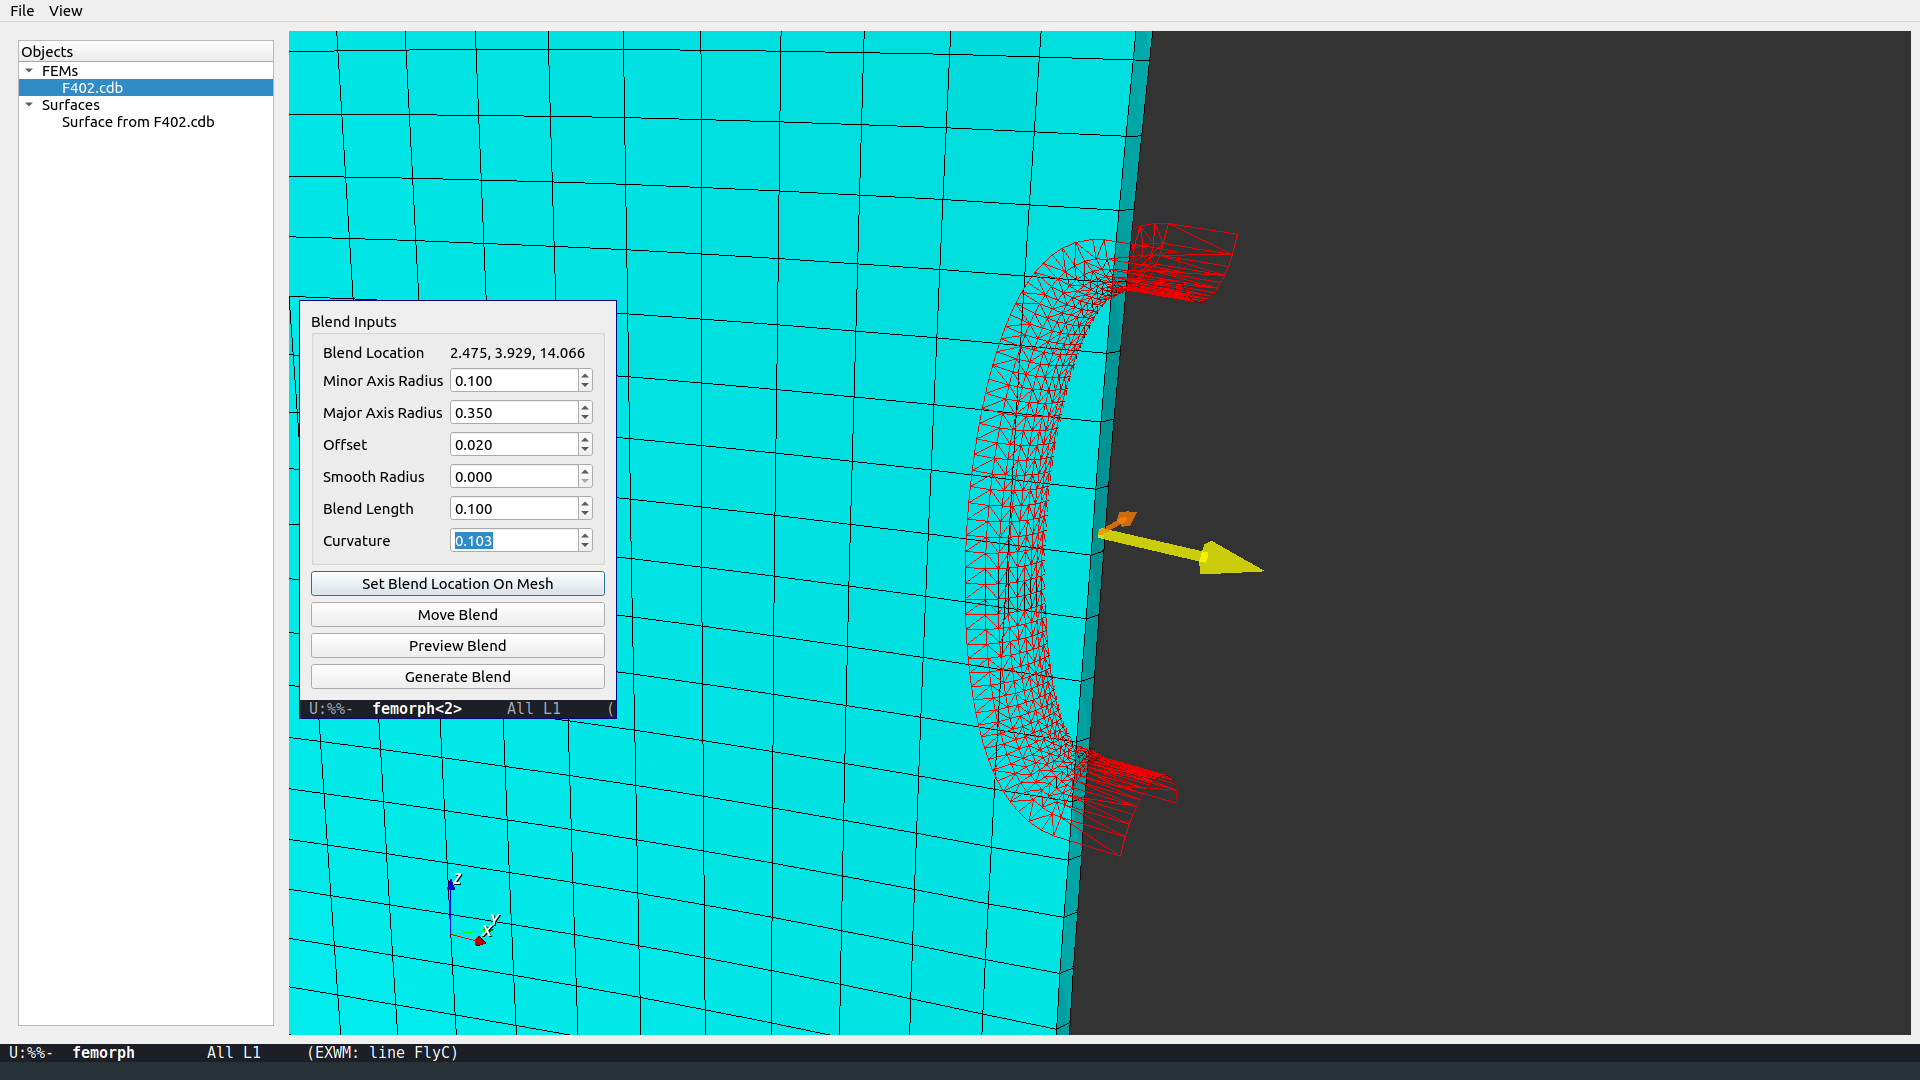 File View
Objects
FEMs
F402.cdb
Surfaces
Surface from F402.cdb
Blend Inputs
Blend Location 2.475, 3.929, 14.066
Minor Axis Radius 0.100
Major Axis Radius 0.350
Offset 0.020
Smooth Radius 0.000
Blend Length 0.100
Curvature 0.103
Set Blend Location On Mesh
Move Blend
Preview Blend
Generate Blend
U:%%- femorph<2> All L1 (
Z
Y
X
U:%%- femorph All L1 (EXWM: line FlyC)